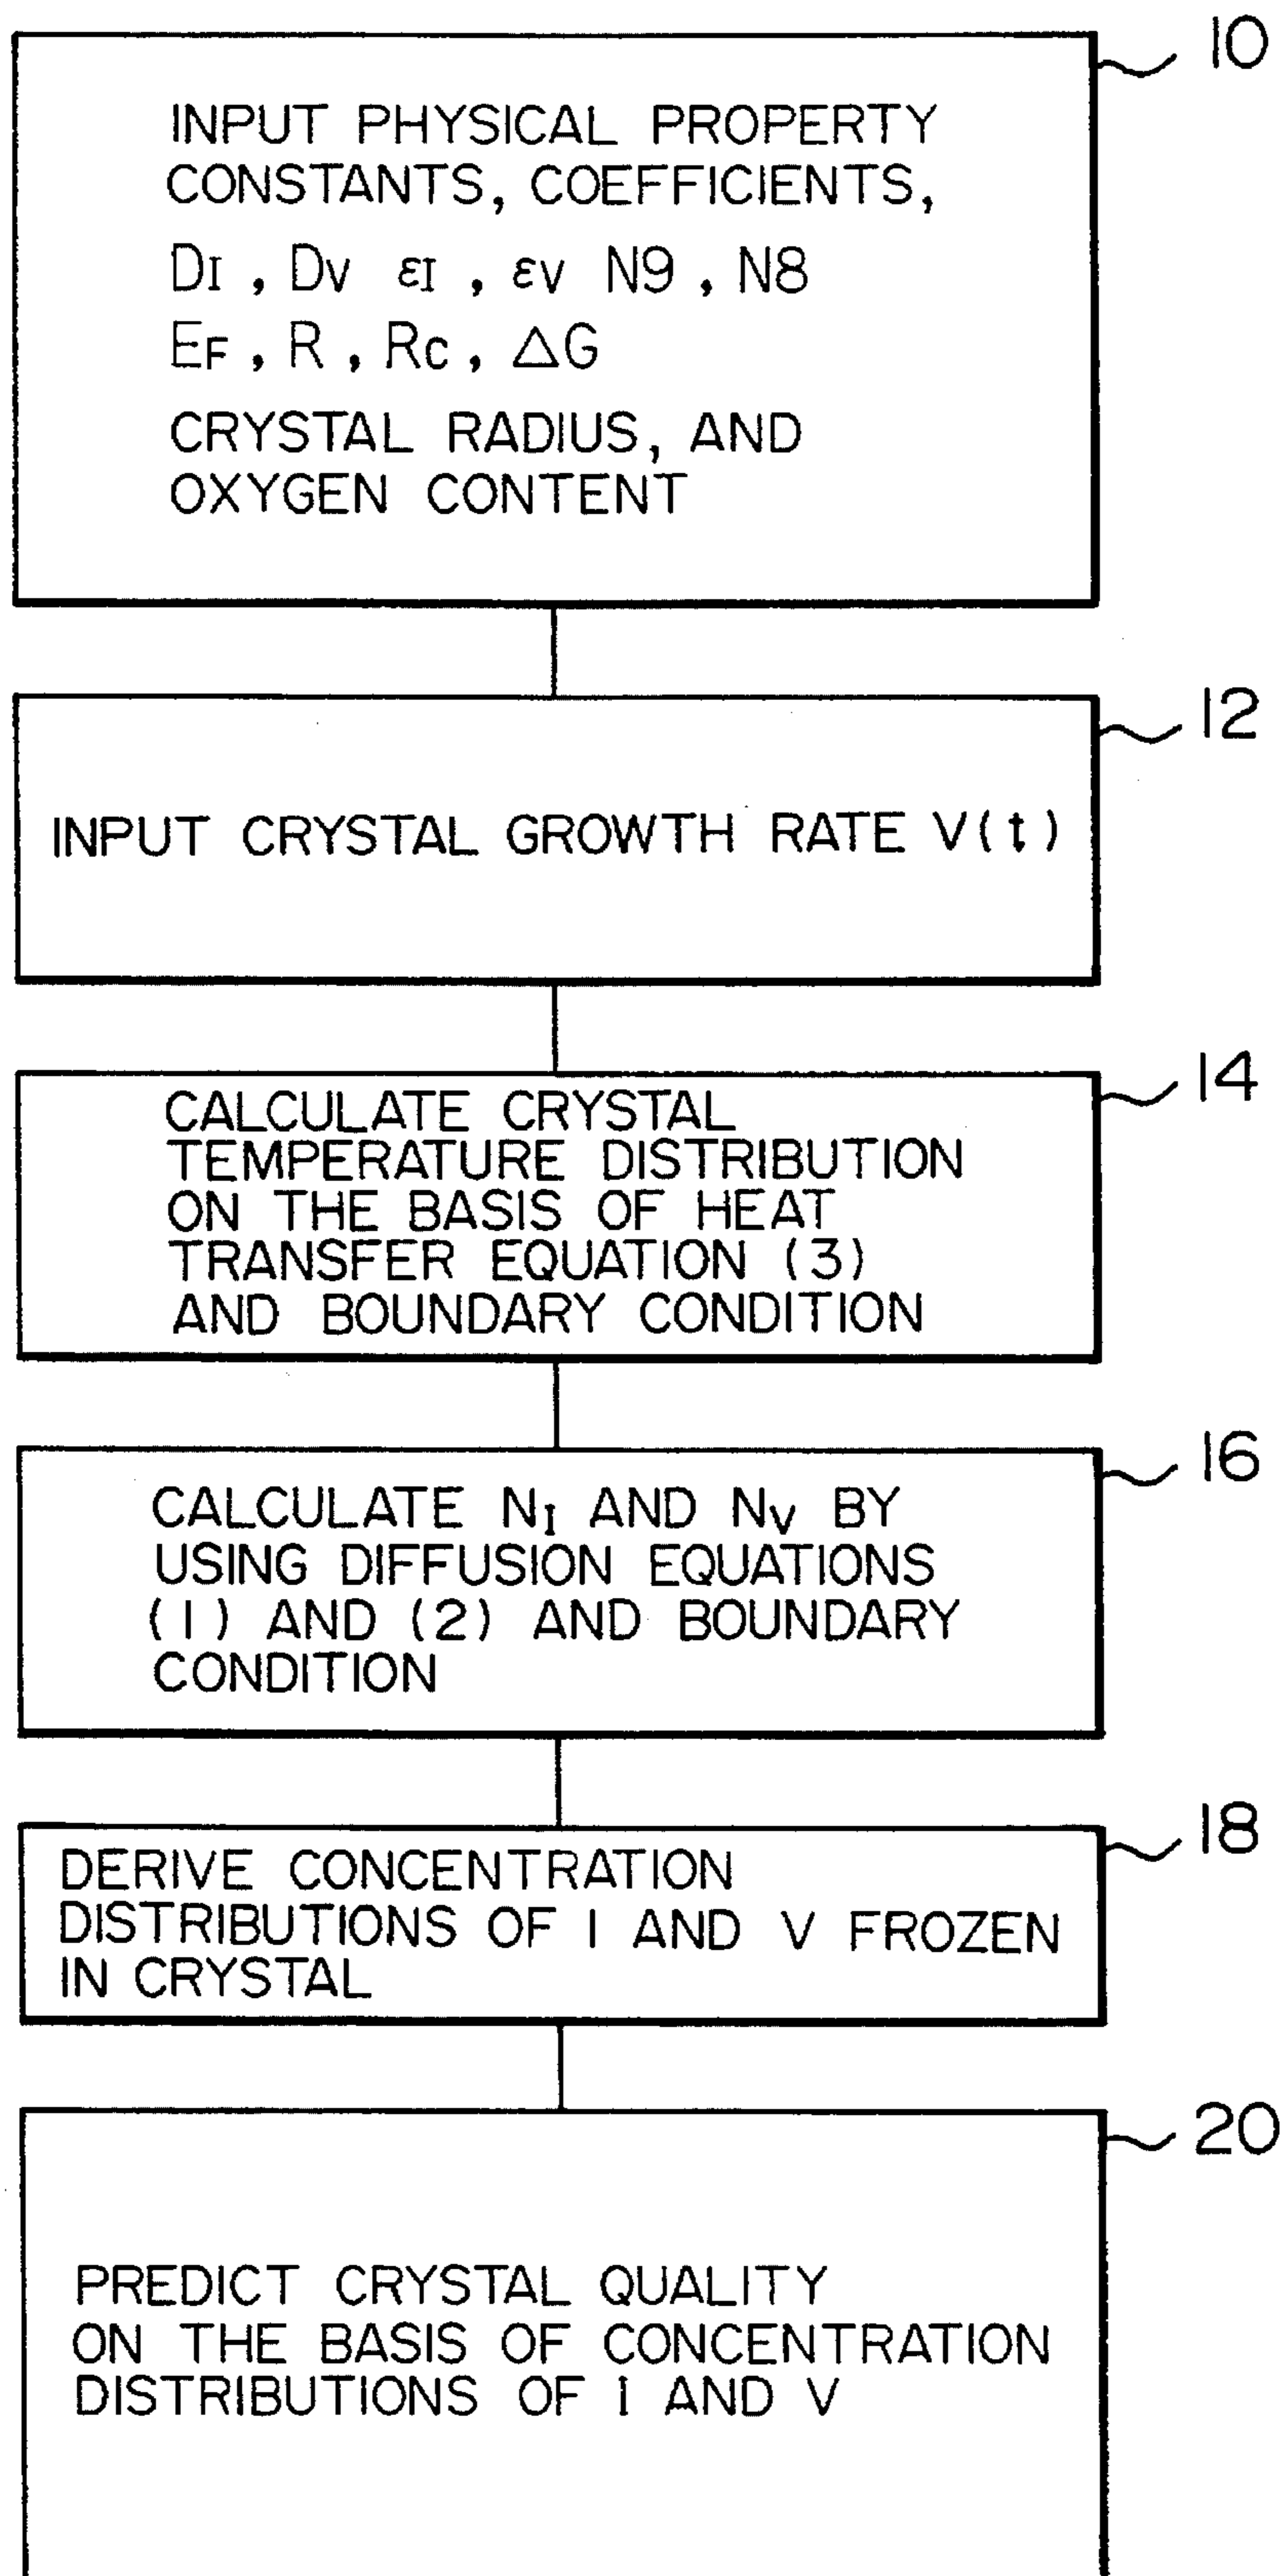 10
INPUT PHYSICAL PROPERTY
CONSTANTS, COEFFICIENTS,
DI , DV εI , εV N9 , N8
EF , R , RC , △G
CRYSTAL RADIUS, AND
OXYGEN CONTENT
12
INPUT CRYSTAL GROWTH RATE V(t)
14
CALCULATE CRYSTAL
TEMPERATURE DISTRIBUTION
ON THE BASIS OF HEAT
TRANSFER EQUATION (3)
AND BOUNDARY CONDITION
16
CALCULATE NI AND NV BY
USING DIFFUSION EQUATIONS
(1) AND (2) AND BOUNDARY
CONDITION
18
DERIVE CONCENTRATION
DISTRIBUTIONS OF I AND V FROZEN
IN CRYSTAL
20
PREDICT CRYSTAL QUALITY
ON THE BASIS OF CONCENTRATION
DISTRIBUTIONS OF I AND V